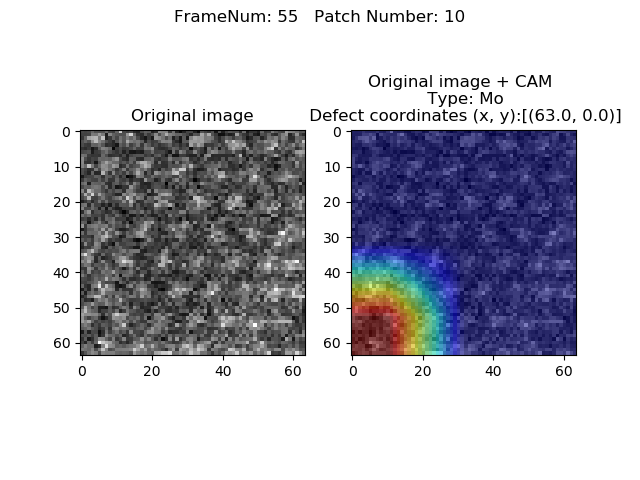 FrameNum: 55   Patch Number: 10
Original image
Original image + CAM
Type: Mo
Defect coordinates (x, y):[(63.0, 0.0)]
0
10
20
30
40
50
60
0 20 40 60
0
10
20
30
40
50
60
0 20 40 60